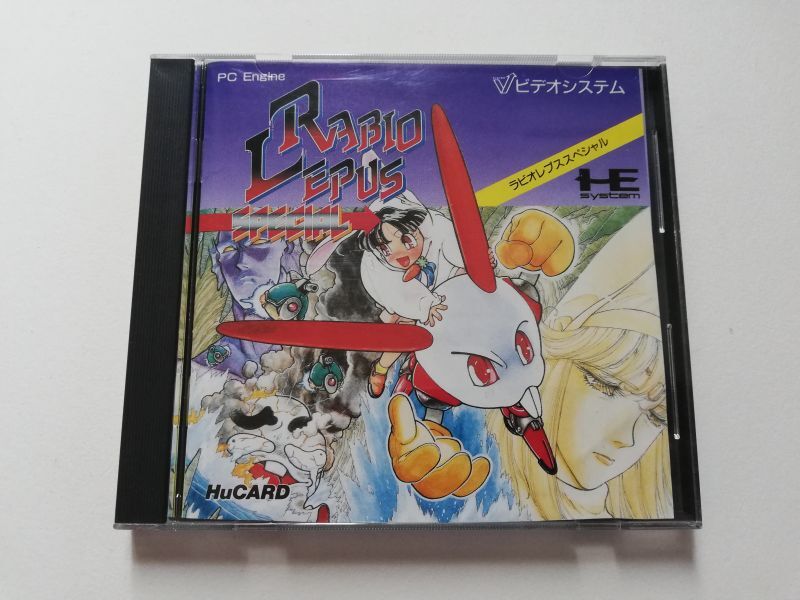 PC Engine
ビデオシステム
RABIO
LEPUS
SPECIAL
ラビオレプススペシャル
HE
system
HuCARD